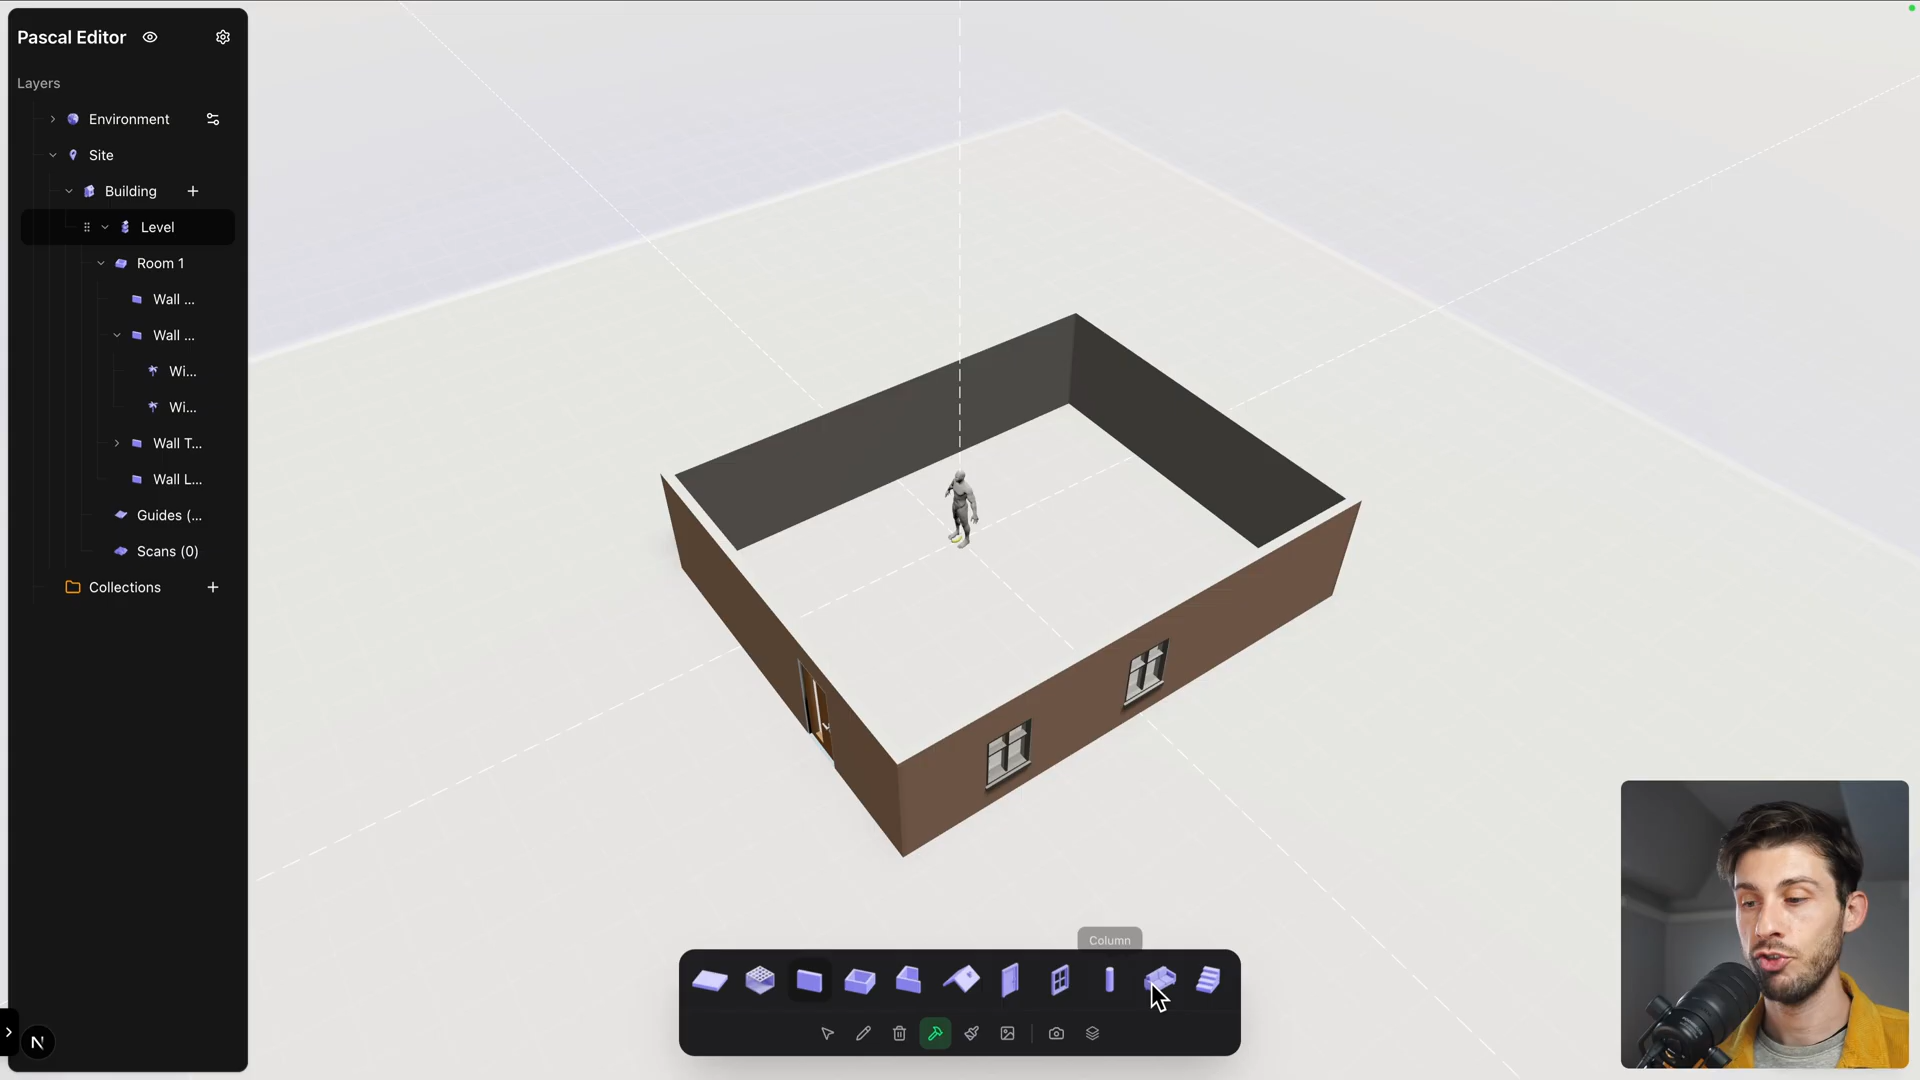 Pascal Editor
Layers
Environment
Site
Building
Level
Room 1
Wall ...
Wall ...
Wi...
Wi...
Wall T...
Wall L...
Guides (...
Scans (0)
Collections
Column
N